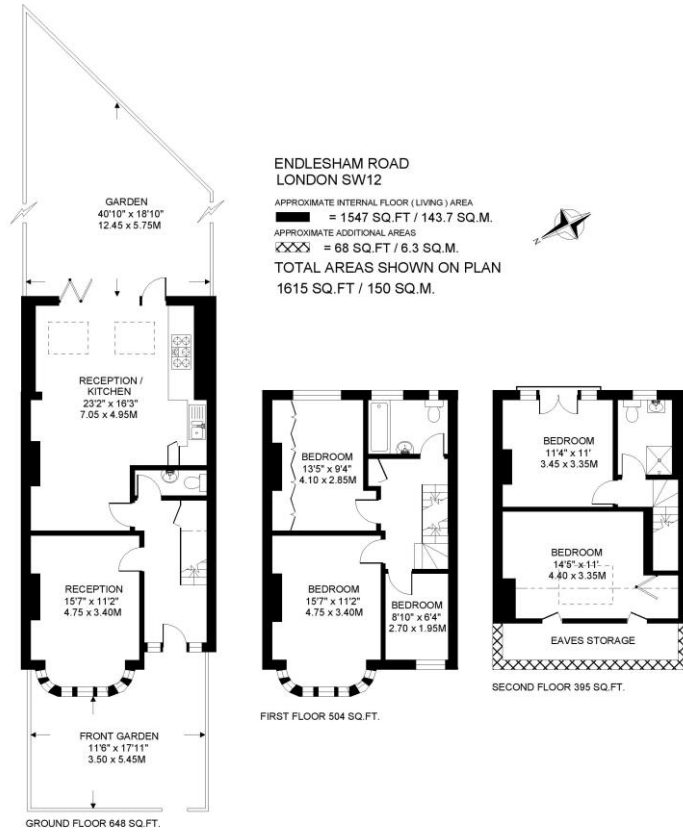 ENDLESHAM ROAD
LONDON SW12
APPROXIMATE INTERNAL FLOOR ( LIVING ) AREA
= 1547 SQ.FT / 143.7 SQ.M.
APPROXIMATE ADDITIONAL AREAS
= 68 SQ.FT / 6.3 SQ.M.
TOTAL AREAS SHOWN ON PLAN
1615 SQ.FT / 150 SQ.M.
N
GARDEN
40'10" x 18'10"
12.45 x 5.75M
RECEPTION /
KITCHEN
23'2" x 16'3"
7.05 x 4.95M
RECEPTION
15'7" x 11'2"
4.75 x 3.40M
FRONT GARDEN
11'6" x 17'11"
3.50 x 5.45M
GROUND FLOOR 648 SQ.FT.
BEDROOM
13'5" x 9'4"
4.10 x 2.85M
BEDROOM
15'7" x 11'2"
4.75 x 3.40M
BEDROOM
8'10" x 6'4"
2.70 x 1.95M
FIRST FLOOR 504 SQ.FT.
BEDROOM
11'4" x 11'
3.45 x 3.35M
BEDROOM
14'5" x 11'
4.40 x 3.35M
EAVES STORAGE
SECOND FLOOR 395 SQ.FT.